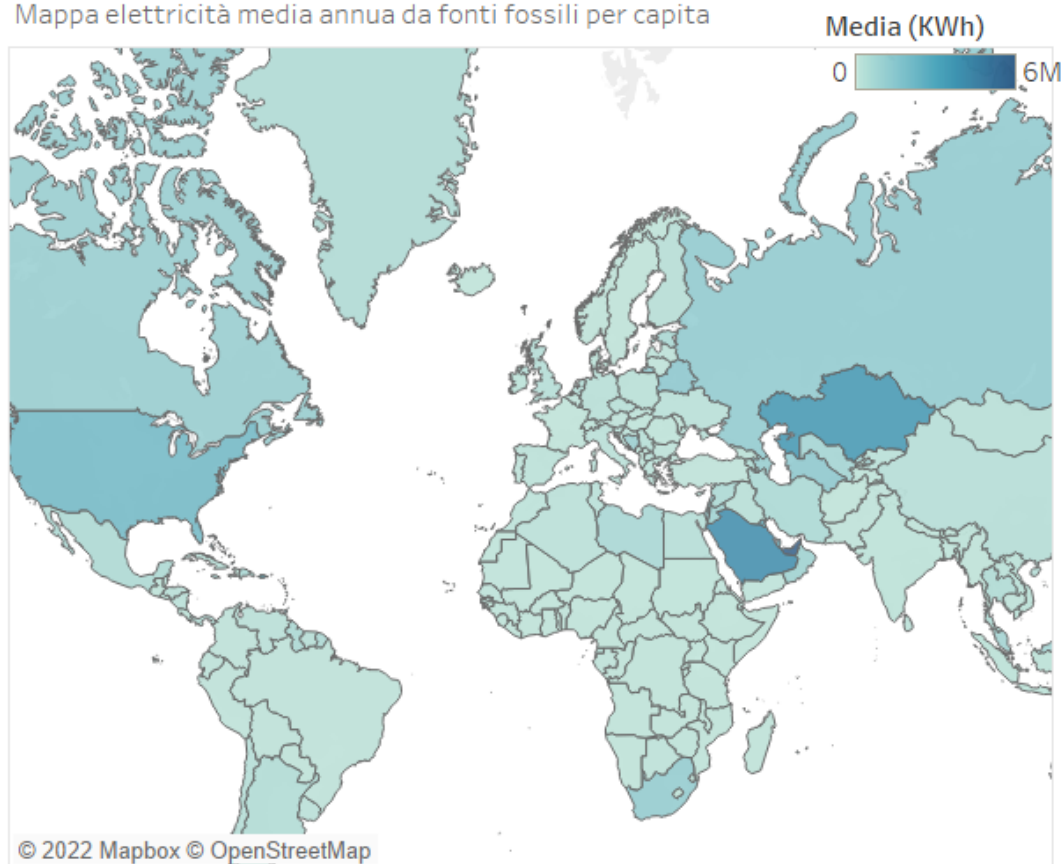 Mappa elettricità media annua da fonti fossili per capita
Media (KWh)
0 6M
© 2022 Mapbox © OpenStreetMap